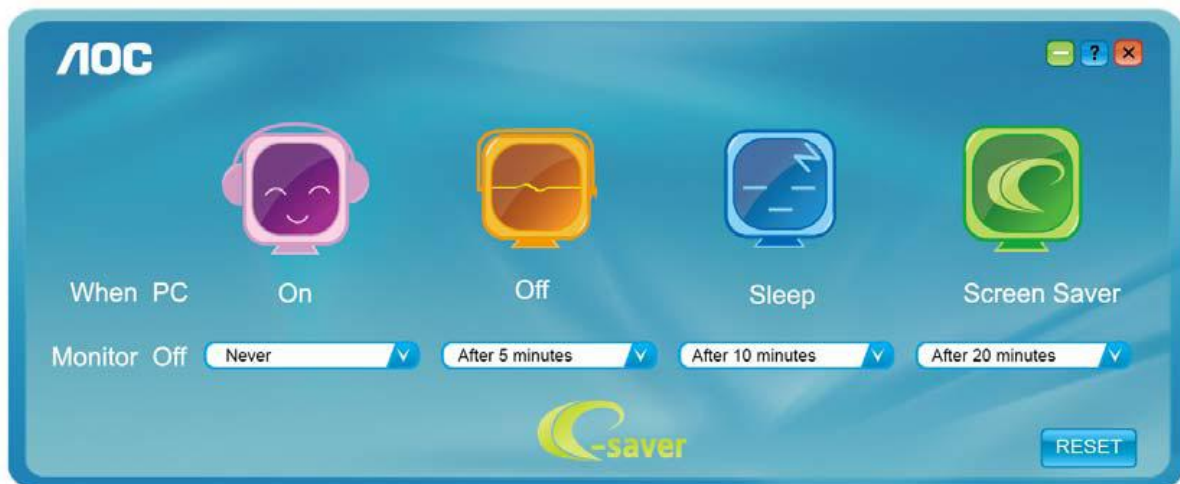 AOC
?
When PC On Off Sleep Screen Saver
Monitor Off Never After 5 minutes After 10 minutes After 20 minutes
e-saver
RESET